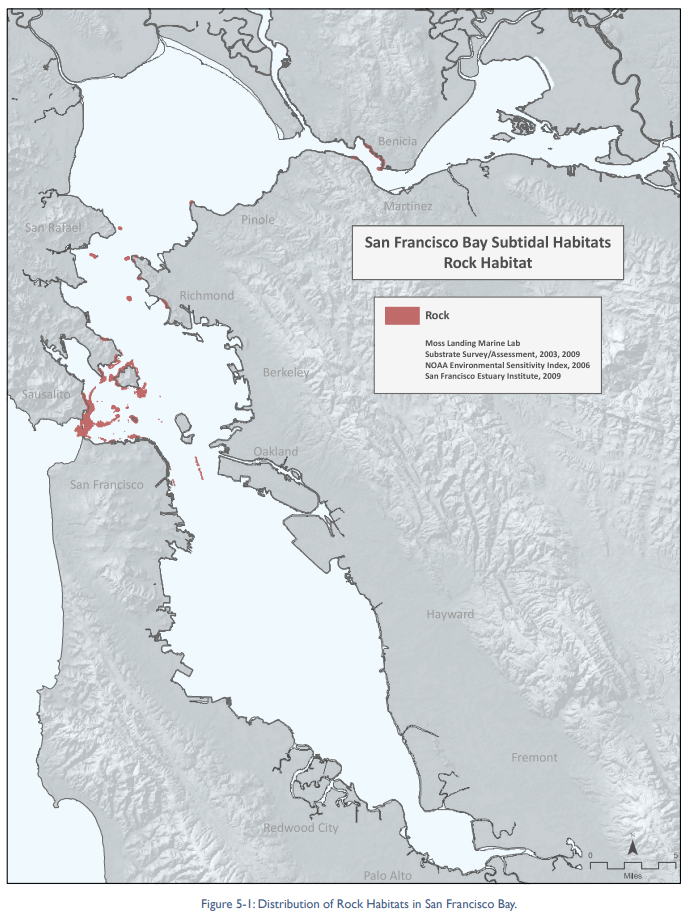 Benicia
Martinez
San Rafael
Pinole
San Francisco Bay Subtidal Habitats
Rock Habitat
Richmond
Rock
Moss Landing Marine Lab
Substrate Survey/Assessment, 2003, 2009
NOAA Environmental Sensitivity Index, 2006
San Francisco Estuary Institute, 2009
Berkeley
Sausalito
Oakland
San Francisco
Hayward
Fremont
Redwood City
Palo Alto
0 5
Miles
Figure 5-1: Distribution of Rock Habitats in San Francisco Bay.